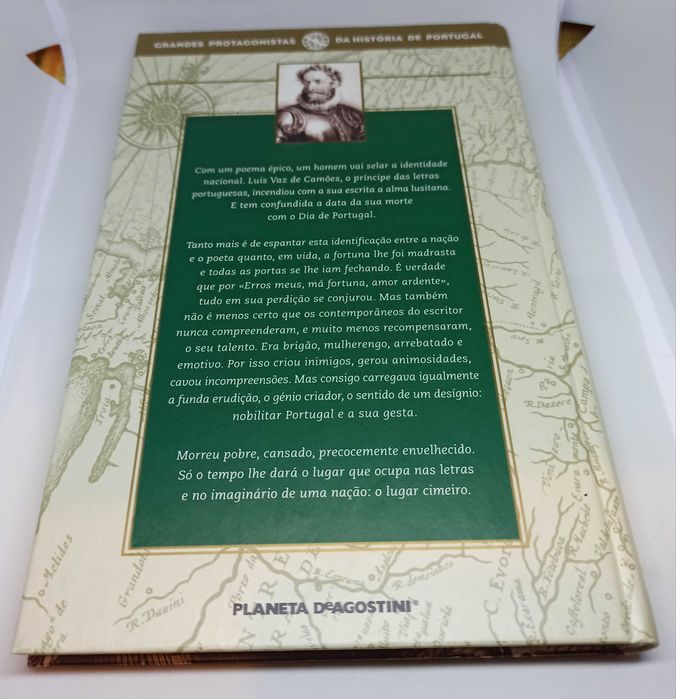 GRANDES PROTAGONISTAS DA HISTÓRIA DE PORTUGAL
Com um poema épico, um homem vai selar a identidade
nacional. Luís Vaz de Camões, o príncipe das letras
portuguesas, incendiou com a sua escrita a alma lusitana.
E tem confundida a data da sua morte
com o Dia de Portugal.
Tanto mais é de espantar esta identificação entre a nação
e o poeta quanto, em vida, a fortuna lhe foi madrasta
e todas as portas se lhe iam fechando. É verdade
que por «Erros meus, má fortuna, amor ardente»,
tudo em sua perdição se conjurou. Mas também
não é menos certo que os contemporâneos do escritor
nunca compreenderam, e muito menos recompensaram,
o seu talento. Era brigão, mulherengo, arrebatado e
emotivo. Por isso criou inimigos, gerou animosidades,
cavou incompreensões. Mas consigo carregava igualmente
a funda erudição, o génio criador, o sentido de um desígnio:
nobilitar Portugal e a sua gesta.
Morreu pobre, cansado, precocemente envelhecido.
Só o tempo lhe dará o lugar que ocupa nas letras
e no imaginário de uma nação: o lugar cimeiro.
Troia
Melides
Grandon
R. Davini
C. Evor
R. Dezere
PLANETA DeAGOSTINI